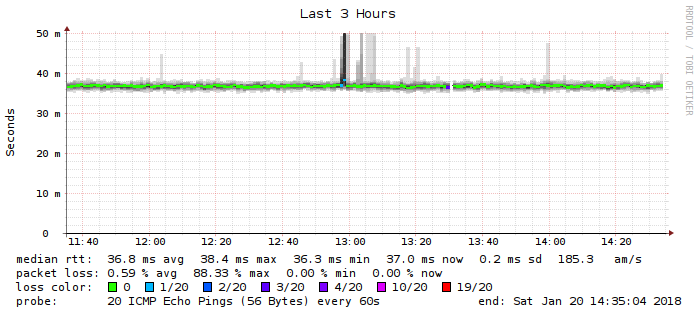 Last 3 Hours
RRDTOOL / TOBI OETIKER
Seconds
50 m
40 m
30 m
20 m
10 m
0
11:40 12:00 12:20 12:40 13:00 13:20 13:40 14:00 14:20
median rtt: 36.8 ms avg 38.4 ms max 36.3 ms min 37.0 ms now 0.2 ms sd 185.3 am/s
packet loss: 0.59 % avg 88.33 % max 0.00 % min 0.00 % now
loss color: 0 1/20 2/20 3/20 4/20 10/20 19/20
probe: 20 ICMP Echo Pings (56 Bytes) every 60s end: Sat Jan 20 14:35:04 2018